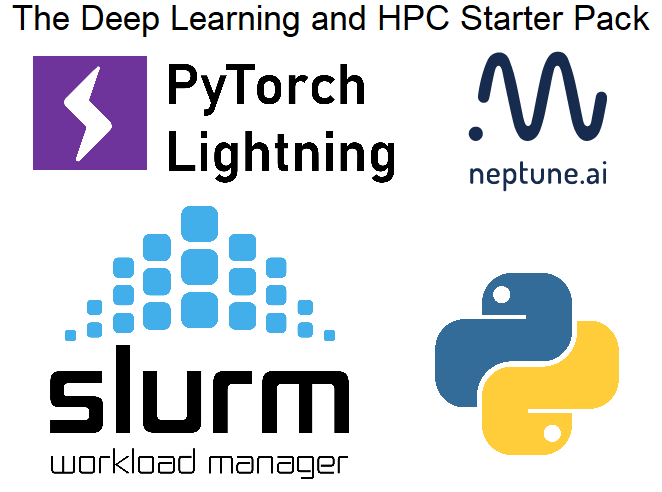 The Deep Learning and HPC Starter Pack
PyTorch
Lightning
neptune.ai
slurm
workload manager